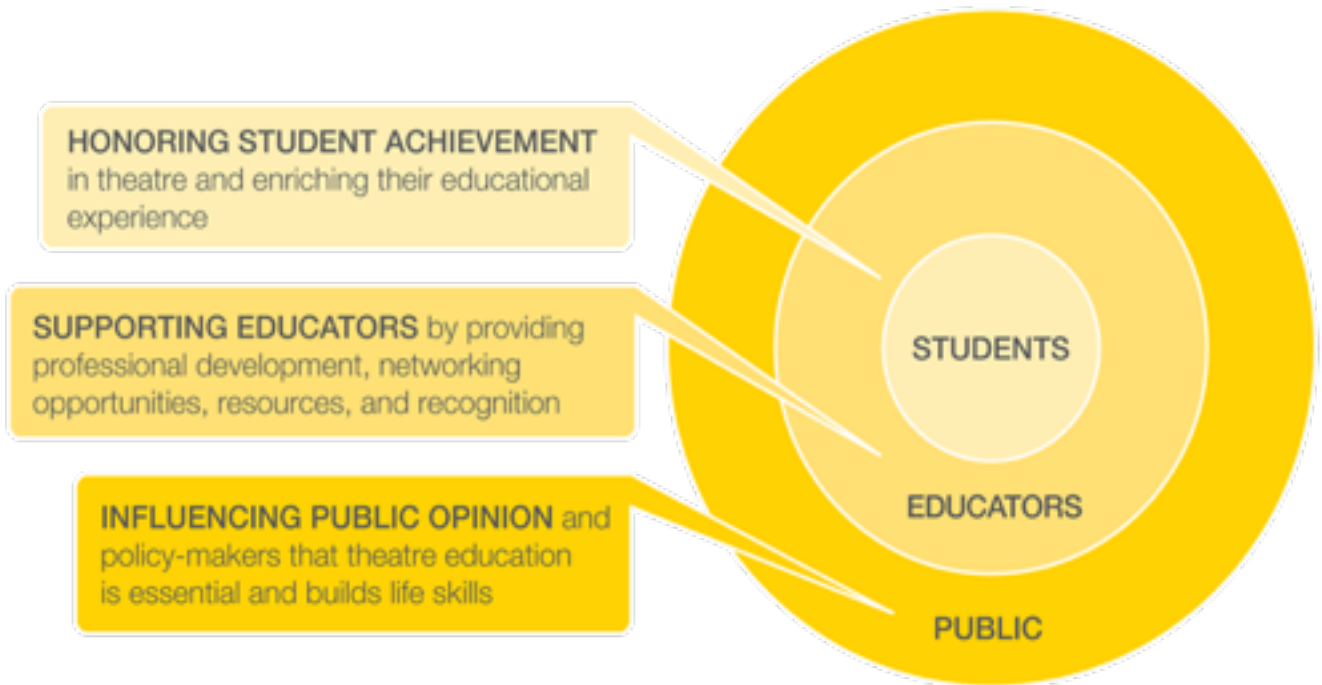 HONORING STUDENT ACHIEVEMENT
in theatre and enriching their educational
experience
SUPPORTING EDUCATORS by providing
professional development, networking
opportunities, resources, and recognition
INFLUENCING PUBLIC OPINION and
policy-makers that theatre education
is essential and builds life skills
STUDENTS
EDUCATORS
PUBLIC